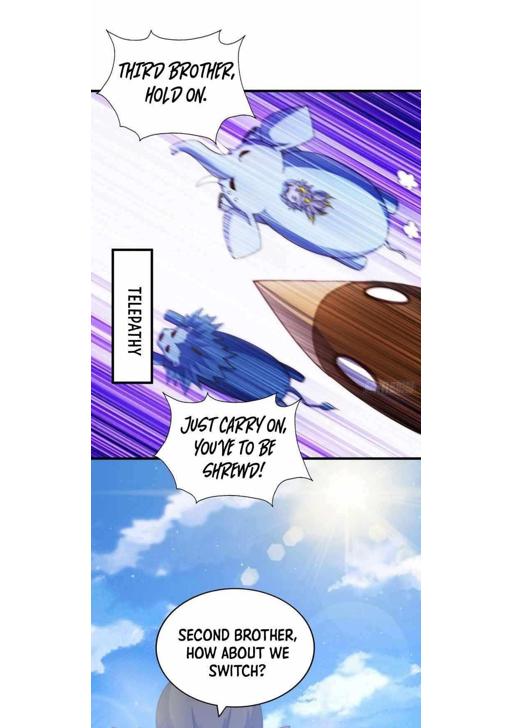 THIRD BROTHER,
HOLD ON.
TELEPATHY
JUST CARRY ON,
YOU'VE TO BE
SHREWD!
SECOND BROTHER,
HOW ABOUT WE
SWITCH?